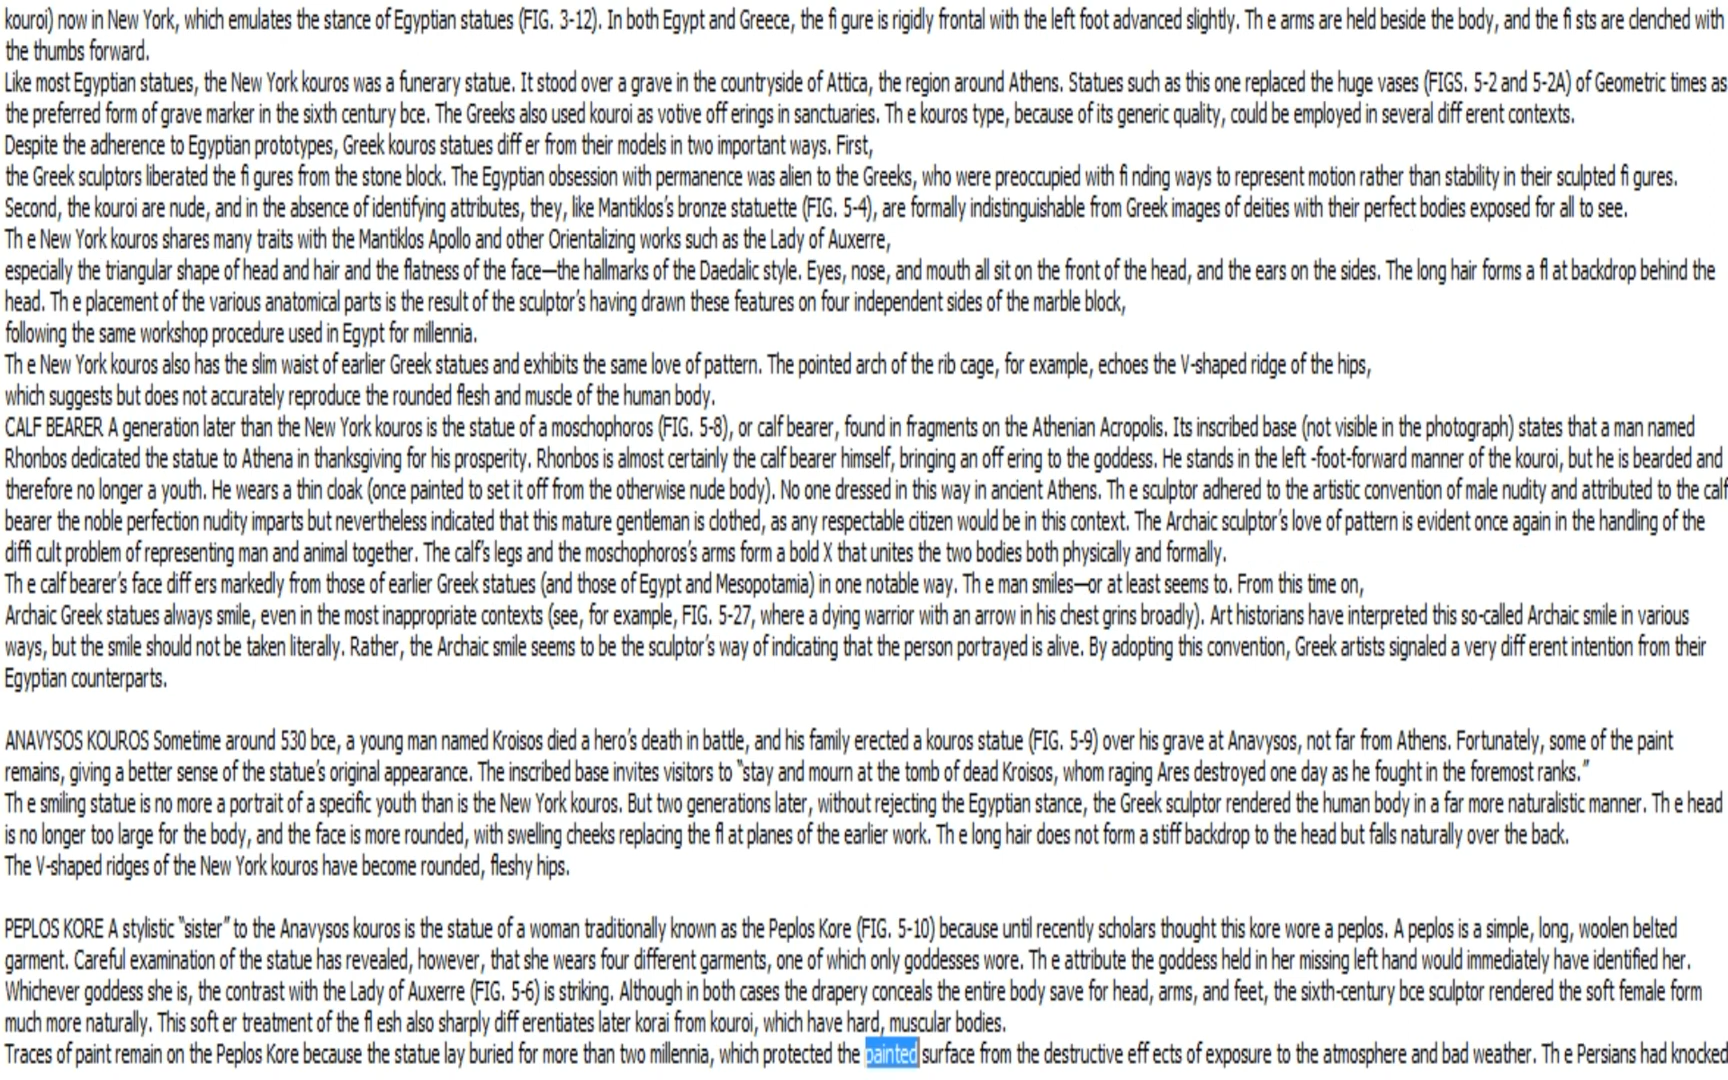 kouroi) now in New York, which emulates the stance of Egyptian statues (FIG. 3-12). In both Egypt and Greece, the fi gure is rigidly frontal with the left foot advanced slightly. Th e arms are held beside the body, and the fi sts are clenched with
the thumbs forward.
Like most Egyptian statues, the New York kouros was a funerary statue. It stood over a grave in the countryside of Attica, the region around Athens. Statues such as this one replaced the huge vases (FIGS. 5-2 and 5-2A) of Geometric times as
the preferred form of grave marker in the sixth century bce. The Greeks also used kouroi as votive off erings in sanctuaries. Th e kouros type, because of its generic quality, could be employed in several diff erent contexts.
Despite the adherence to Egyptian prototypes, Greek kouros statues diff er from their models in two important ways. First,
the Greek sculptors liberated the fi gures from the stone block. The Egyptian obsession with permanence was alien to the Greeks, who were preoccupied with fi nding ways to represent motion rather than stability in their sculpted fi gures.
Second, the kouroi are nude, and in the absence of identifying attributes, they, like Mantiklos’s bronze statuette (FIG. 5-4), are formally indistinguishable from Greek images of deities with their perfect bodies exposed for all to see.
Th e New York kouros shares many traits with the Mantiklos Apollo and other Orientalizing works such as the Lady of Auxerre,
especially the triangular shape of head and hair and the flatness of the face—the hallmarks of the Daedalic style. Eyes, nose, and mouth all sit on the front of the head, and the ears on the sides. The long hair forms a fl at backdrop behind the
head. Th e placement of the various anatomical parts is the result of the sculptor’s having drawn these features on four independent sides of the marble block,
following the same workshop procedure used in Egypt for millennia.
Th e New York kouros also has the slim waist of earlier Greek statues and exhibits the same love of pattern. The pointed arch of the rib cage, for example, echoes the V-shaped ridge of the hips,
which suggests but does not accurately reproduce the rounded flesh and muscle of the human body.
CALF BEARER A generation later than the New York kouros is the statue of a moschophoros (FIG. 5-8), or calf bearer, found in fragments on the Athenian Acropolis. Its inscribed base (not visible in the photograph) states that a man named
Rhonbos dedicated the statue to Athena in thanksgiving for his prosperity. Rhonbos is almost certainly the calf bearer himself, bringing an off ering to the goddess. He stands in the left -foot-forward manner of the kouroi, but he is bearded and
therefore no longer a youth. He wears a thin cloak (once painted to set it off from the otherwise nude body). No one dressed in this way in ancient Athens. Th e sculptor adhered to the artistic convention of male nudity and attributed to the calf
bearer the noble perfection nudity imparts but nevertheless indicated that this mature gentleman is clothed, as any respectable citizen would be in this context. The Archaic sculptor’s love of pattern is evident once again in the handling of the
diffi cult problem of representing man and animal together. The calf’s legs and the moschophoros’s arms form a bold X that unites the two bodies both physically and formally.
Th e calf bearer’s face diff ers markedly from those of earlier Greek statues (and those of Egypt and Mesopotamia) in one notable way. Th e man smiles—or at least seems to. From this time on,
Archaic Greek statues always smile, even in the most inappropriate contexts (see, for example, FIG. 5-27, where a dying warrior with an arrow in his chest grins broadly). Art historians have interpreted this so-called Archaic smile in various
ways, but the smile should not be taken literally. Rather, the Archaic smile seems to be the sculptor’s way of indicating that the person portrayed is alive. By adopting this convention, Greek artists signaled a very diff erent intention from their
Egyptian counterparts.
ANAVYSOS KOUROS Sometime around 530 bce, a young man named Kroisos died a hero’s death in battle, and his family erected a kouros statue (FIG. 5-9) over his grave at Anavysos, not far from Athens. Fortunately, some of the paint
remains, giving a better sense of the statue’s original appearance. The inscribed base invites visitors to “stay and mourn at the tomb of dead Kroisos, whom raging Ares destroyed one day as he fought in the foremost ranks.”
Th e smiling statue is no more a portrait of a specific youth than is the New York kouros. But two generations later, without rejecting the Egyptian stance, the Greek sculptor rendered the human body in a far more naturalistic manner. Th e head
is no longer too large for the body, and the face is more rounded, with swelling cheeks replacing the fl at planes of the earlier work. Th e long hair does not form a stiff backdrop to the head but falls naturally over the back.
The V-shaped ridges of the New York kouros have become rounded, fleshy hips.
PEPLOS KORE A stylistic “sister” to the Anavysos kouros is the statue of a woman traditionally known as the Peplos Kore (FIG. 5-10) because until recently scholars thought this kore wore a peplos. A peplos is a simple, long, woolen belted
garment. Careful examination of the statue has revealed, however, that she wears four different garments, one of which only goddesses wore. Th e attribute the goddess held in her missing left hand would immediately have identified her.
Whichever goddess she is, the contrast with the Lady of Auxerre (FIG. 5-6) is striking. Although in both cases the drapery conceals the entire body save for head, arms, and feet, the sixth-century bce sculptor rendered the soft female form
much more naturally. This soft er treatment of the fl esh also sharply diff erentiates later korai from kouroi, which have hard, muscular bodies.
Traces of paint remain on the Peplos Kore because the statue lay buried for more than two millennia, which protected the painted surface from the destructive eff ects of exposure to the atmosphere and bad weather. Th e Persians had knocked